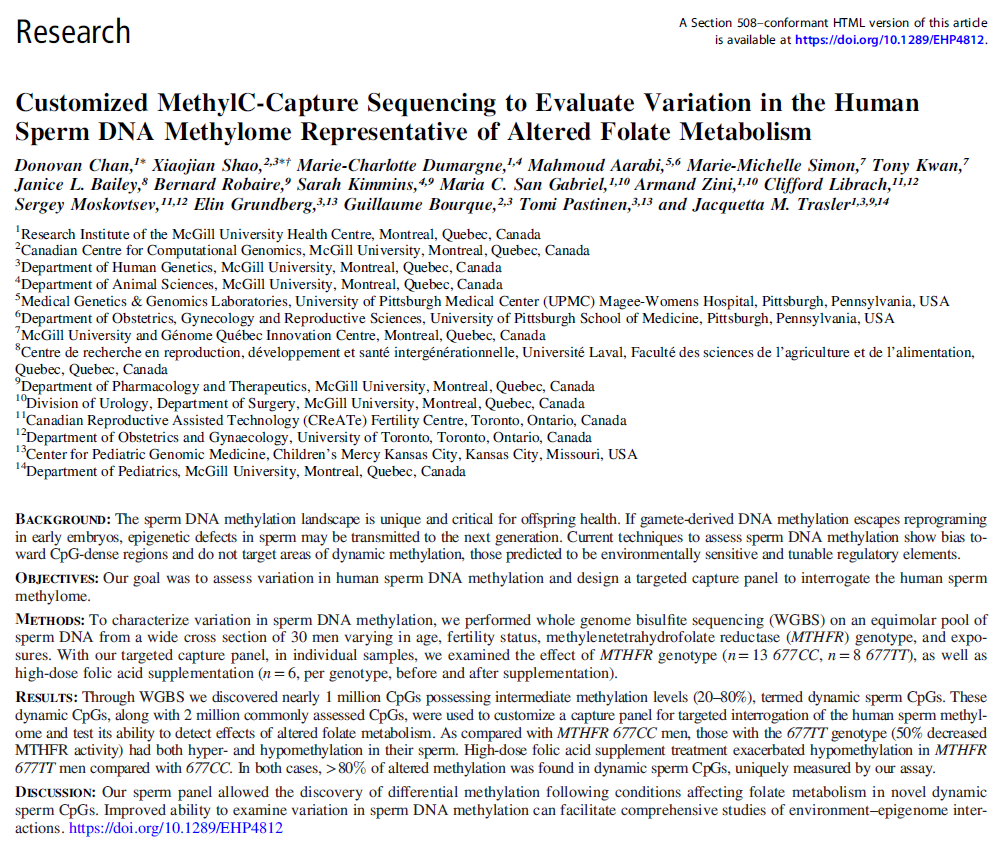 Research
A Section 508–conformant HTML version of this article
is available at https://doi.org/10.1289/EHP4812.
Customized MethylC-Capture Sequencing to Evaluate Variation in the Human
Sperm DNA Methylome Representative of Altered Folate Metabolism
Donovan Chan,1* Xiaojian Shao,2,3*† Marie-Charlotte Dumargne,1,4 Mahmoud Aarabi,5,6 Marie-Michelle Simon,7 Tony Kwan,7
Janice L. Bailey,8 Bernard Robaire,9 Sarah Kimmins,4,9 Maria C. San Gabriel,1,10 Armand Zini,1,10 Clifford Librach,11,12
Sergey Moskovtsev,11,12 Elin Grundberg,3,13 Guillaume Bourque,2,3 Tomi Pastinen,3,13 and Jacquetta M. Trasler1,3,9,14
1Research Institute of the McGill University Health Centre, Montreal, Quebec, Canada
2Canadian Centre for Computational Genomics, McGill University, Montreal, Quebec, Canada
3Department of Human Genetics, McGill University, Montreal, Quebec, Canada
4Department of Animal Sciences, McGill University, Montreal, Quebec, Canada
5Medical Genetics & Genomics Laboratories, University of Pittsburgh Medical Center (UPMC) Magee-Womens Hospital, Pittsburgh, Pennsylvania, USA
6Department of Obstetrics, Gynecology and Reproductive Sciences, University of Pittsburgh School of Medicine, Pittsburgh, Pennsylvania, USA
7McGill University and Génome Québec Innovation Centre, Montreal, Quebec, Canada
8Centre de recherche en reproduction, développement et santé intergénérationnelle, Université Laval, Faculté des sciences de l'agriculture et de l'alimentation,
Quebec, Quebec, Canada
9Department of Pharmacology and Therapeutics, McGill University, Montreal, Quebec, Canada
10Division of Urology, Department of Surgery, McGill University, Montreal, Quebec, Canada
11Canadian Reproductive Assisted Technology (CReATe) Fertility Centre, Toronto, Ontario, Canada
12Department of Obstetrics and Gynaecology, University of Toronto, Toronto, Ontario, Canada
13Center for Pediatric Genomic Medicine, Children's Mercy Kansas City, Kansas City, Missouri, USA
14Department of Pediatrics, McGill University, Montreal, Quebec, Canada
BACKGROUND: The sperm DNA methylation landscape is unique and critical for offspring health. If gamete-derived DNA methylation escapes reprograming
in early embryos, epigenetic defects in sperm may be transmitted to the next generation. Current techniques to assess sperm DNA methylation show bias to-
ward CpG-dense regions and do not target areas of dynamic methylation, those predicted to be environmentally sensitive and tunable regulatory elements.
OBJECTIVES: Our goal was to assess variation in human sperm DNA methylation and design a targeted capture panel to interrogate the human sperm
methylome.
METHODS: To characterize variation in sperm DNA methylation, we performed whole genome bisulfite sequencing (WGBS) on an equimolar pool of
sperm DNA from a wide cross section of 30 men varying in age, fertility status, methylenetetrahydrofolate reductase (MTHFR) genotype, and expo-
sures. With our targeted capture panel, in individual samples, we examined the effect of MTHFR genotype (n = 13 677CC, n = 8 677TT), as well as
high-dose folic acid supplementation (n = 6, per genotype, before and after supplementation).
RESULTS: Through WGBS we discovered nearly 1 million CpGs possessing intermediate methylation levels (20–80%), termed dynamic sperm CpGs. These
dynamic CpGs, along with 2 million commonly assessed CpGs, were used to customize a capture panel for targeted interrogation of the human sperm methyl-
ome and test its ability to detect effects of altered folate metabolism. As compared with MTHFR 677CC men, those with the 677TT genotype (50% decreased
MTHFR activity) had both hyper- and hypomethylation in their sperm. High-dose folic acid supplement treatment exacerbated hypomethylation in MTHFR
677TT men compared with 677CC. In both cases, >80% of altered methylation was found in dynamic sperm CpGs, uniquely measured by our assay.
DISCUSSION: Our sperm panel allowed the discovery of differential methylation following conditions affecting folate metabolism in novel dynamic
sperm CpGs. Improved ability to examine variation in sperm DNA methylation can facilitate comprehensive studies of environment–epigenome inter-
actions. https://doi.org/10.1289/EHP4812